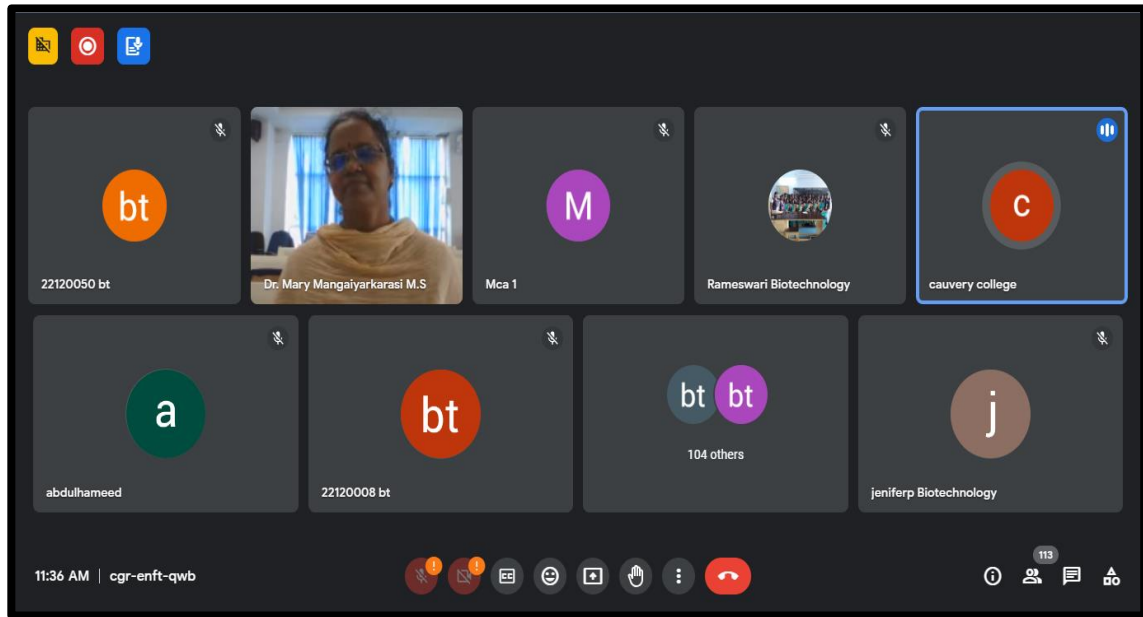 bt
22120050 bt
Dr. Mary Mangaiyarkarasi M.S
M
Mca 1
Rameswari Biotechnology
c
cauvery college
a
abdulhameed
bt
22120008 bt
bt bt
104 others
j
jeniferp Biotechnology
11:36 AM | cgr-enft-qwb
! ! CC
113